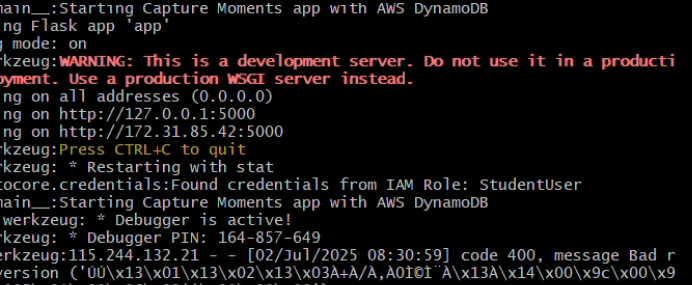 main__:Starting Capture Moments app with AWS DynamoDB
ing Flask app 'app'
g mode: on
rkzeug:WARNING: This is a development server. Do not use it in a producti
oyment. Use a production WSGI server instead.
ing on all addresses (0.0.0.0)
ing on http://127.0.0.1:5000
ing on http://172.31.85.42:5000
rkzeug:Press CTRL+C to quit
rkzeug: * Restarting with stat
tocore.credentials:Found credentials from IAM Role: StudentUser
main__:Starting Capture Moments app with AWS DynamoDB
werkzeug: * Debugger is active!
rkzeug: * Debugger PIN: 164-857-649
erkzeug:115.244.132.21 - - [02/Jul/2025 08:30:59] code 400, message Bad r
version ('ÚÚ\x13\x01\x13\x02\x13\x03À+À/À,À0Ì©Ì¨À\x13À\x14\x00\x9c\x00\x9